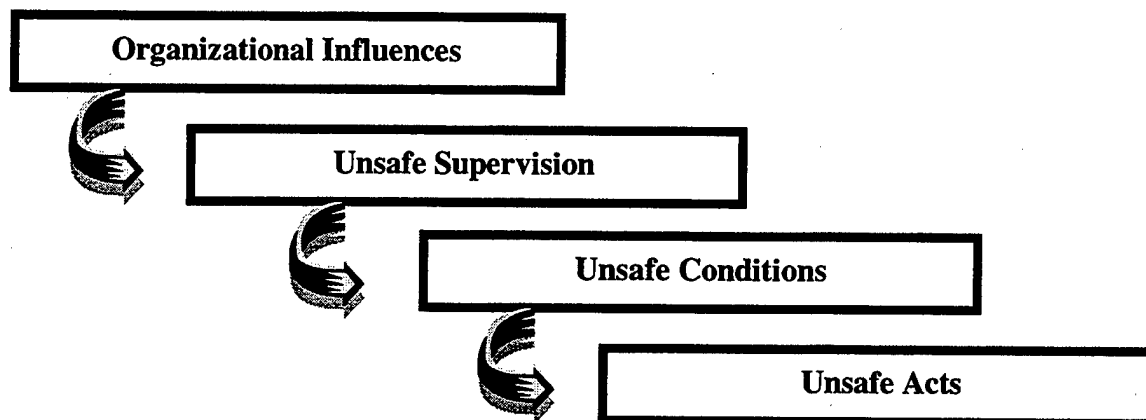 Organizational Influences
Unsafe Supervision
Unsafe Conditions
Unsafe Acts